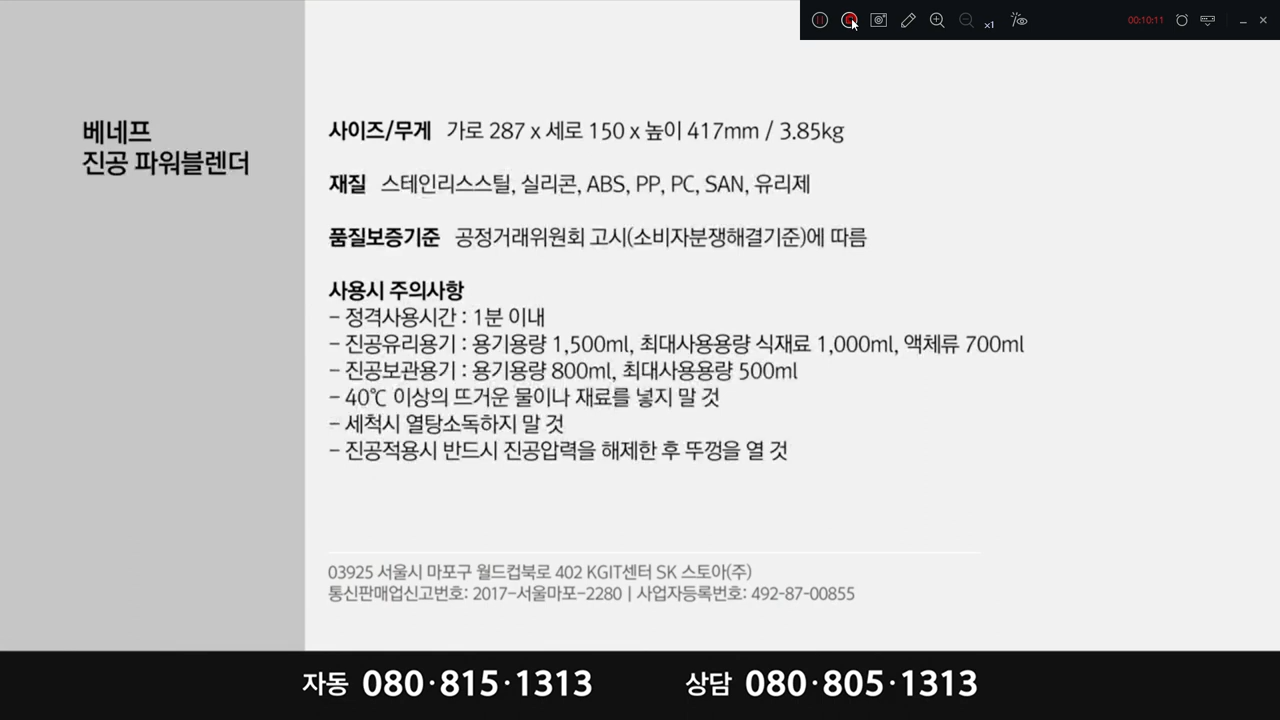 x1
00:10:11
베네프
진공 파워블렌더
사이즈/무게 가로 287 x 세로 150 x 높이 417mm / 3.85kg
재질 스테인리스스틸, 실리콘, ABS, PP, PC, SAN, 유리제
품질보증기준 공정거래위원회 고시(소비자분쟁해결기준)에 따름
사용시 주의사항
- 정격사용시간 : 1분 이내
- 진공유리용기 : 용기용량 1,500ml, 최대사용용량 식재료 1,000ml, 액체류 700ml
- 진공보관용기 : 용기용량 800ml, 최대사용용량 500ml
- 40℃ 이상의 뜨거운 물이나 재료를 넣지 말 것
- 세척시 열탕소독하지 말 것
- 진공적용시 반드시 진공압력을 해제한 후 뚜껑을 열 것
03925 서울시 마포구 월드컵북로 402 KGIT센터 SK 스토아(주)
통신판매업신고번호: 2017-서울마포-2280 | 사업자등록번호: 492-87-00855
자동 080·815·1313 상담 080·805·1313